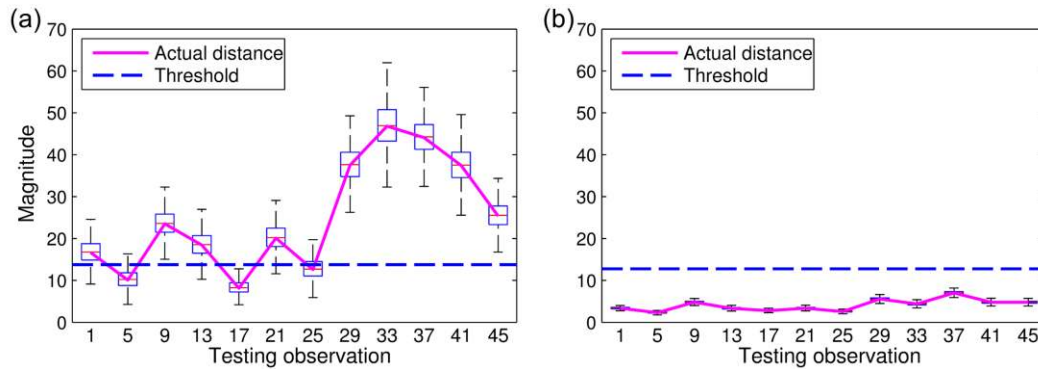 (a)
70
60
50
40
30
20
10
0
Magnitude
Actual distance
Threshold
1 5 9 13 17 21 25 29 33 37 41 45
Testing observation
(b)
70
60
50
40
30
20
10
0
Actual distance
Threshold
1 5 9 13 17 21 25 29 33 37 41 45
Testing observation